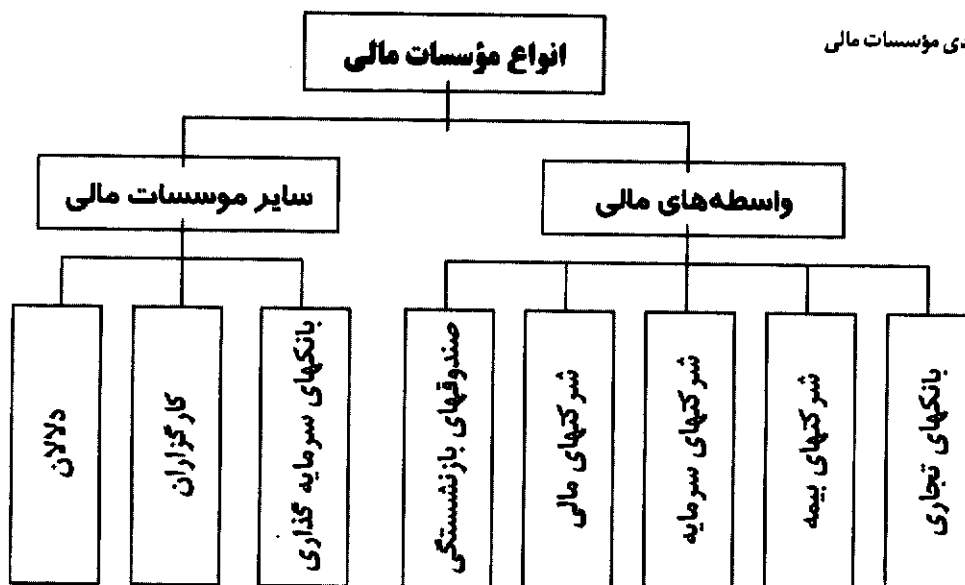 دی مؤسسات مالی
انواع مؤسسات مالی
واسطه‌های مالی
سایر موسسات مالی
بانکهای تجاری
شرکتهای بیمه
شرکتهای سرمایه
شرکتهای مالی
صندوقهای بازنشستگی
بانکهای سرمایه گذاری
کارگزاران
دلالان